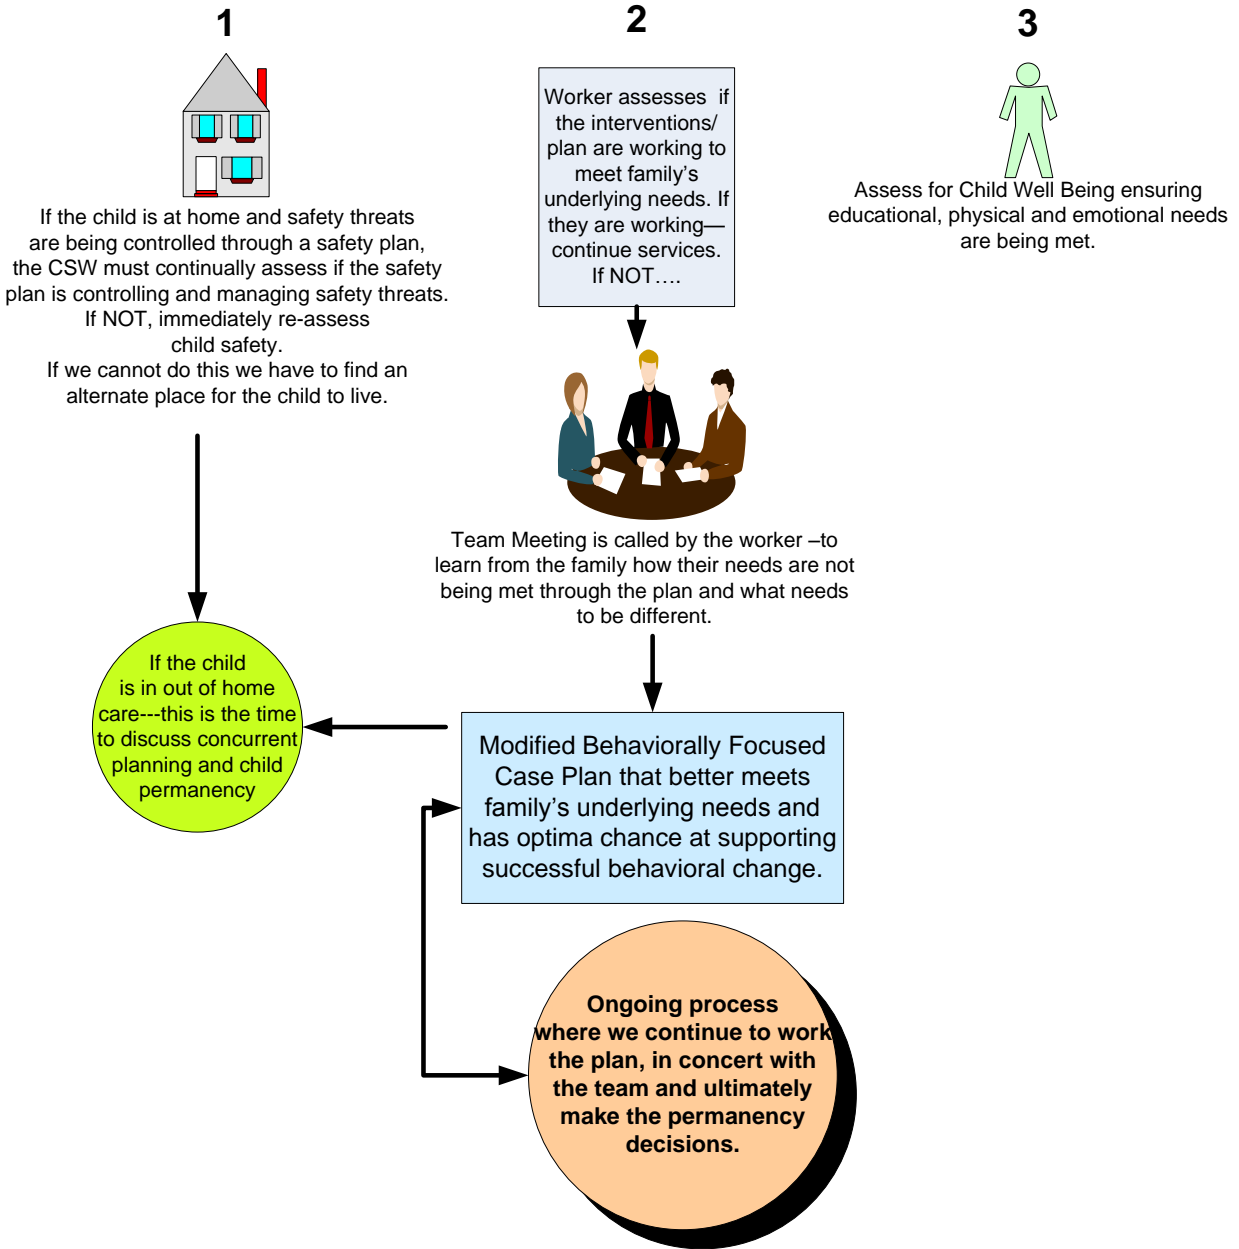 1
If the child is at home and safety threats
are being controlled through a safety plan,
the CSW must continually assess if the safety
plan is controlling and managing safety threats.
If NOT, immediately re-assess
child safety.
If we cannot do this we have to find an
alternate place for the child to live.
2
Worker assesses if
the interventions/
plan are working to
meet family’s
underlying needs. If
they are working—
continue services.
If NOT….
3
Assess for Child Well Being ensuring
educational, physical and emotional needs
are being met.
Team Meeting is called by the worker –to
learn from the family how their needs are not
being met through the plan and what needs
to be different.
If the child
is in out of home
care---this is the time
to discuss concurrent
planning and child
permanency
Modified Behaviorally Focused
Case Plan that better meets
family’s underlying needs and
has optima chance at supporting
successful behavioral change.
Ongoing process
where we continue to work
the plan, in concert with
the team and ultimately
make the permanency
decisions.